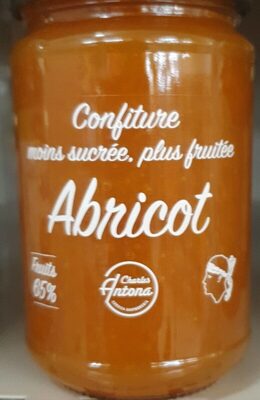 Confiture
moins sucrée, plus fruitée
Abricot
Fruits
65%
Charles
Antona